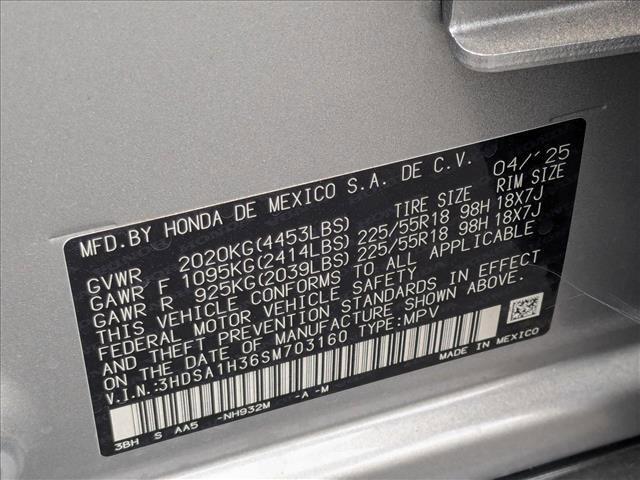 MFD.BY HONDA DE MEXICO S.A. DE C.V. 04/'25
GVWR 2020KG(4453LBS) TIRE SIZE RIM SIZE
GAWR F 1095KG(2414LBS) 225/55R18 98H 18X7J
GAWR R 925KG(2039LBS) 225/55R18 98H 18X7J
THIS VEHICLE CONFORMS TO ALL APPLICABLE
FEDERAL MOTOR VEHICLE SAFETY
AND THEFT PREVENTION STANDARDS IN EFFECT
ON THE DATE OF MANUFACTURE SHOWN ABOVE.
V.I.N.:3HDSA1H36SM703160 TYPE:MPV
MADE IN MEXICO
3BH S AA5 -NH932M -A -M